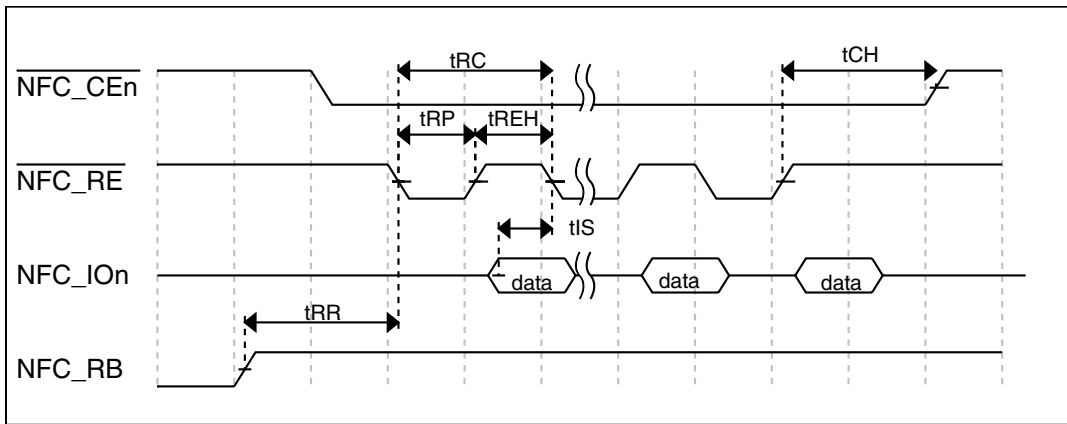 tRC
tCH
NFC_CEn
tRP
tREH
NFC_RE
tIS
NFC_IOn
data
data
data
tRR
NFC_RB